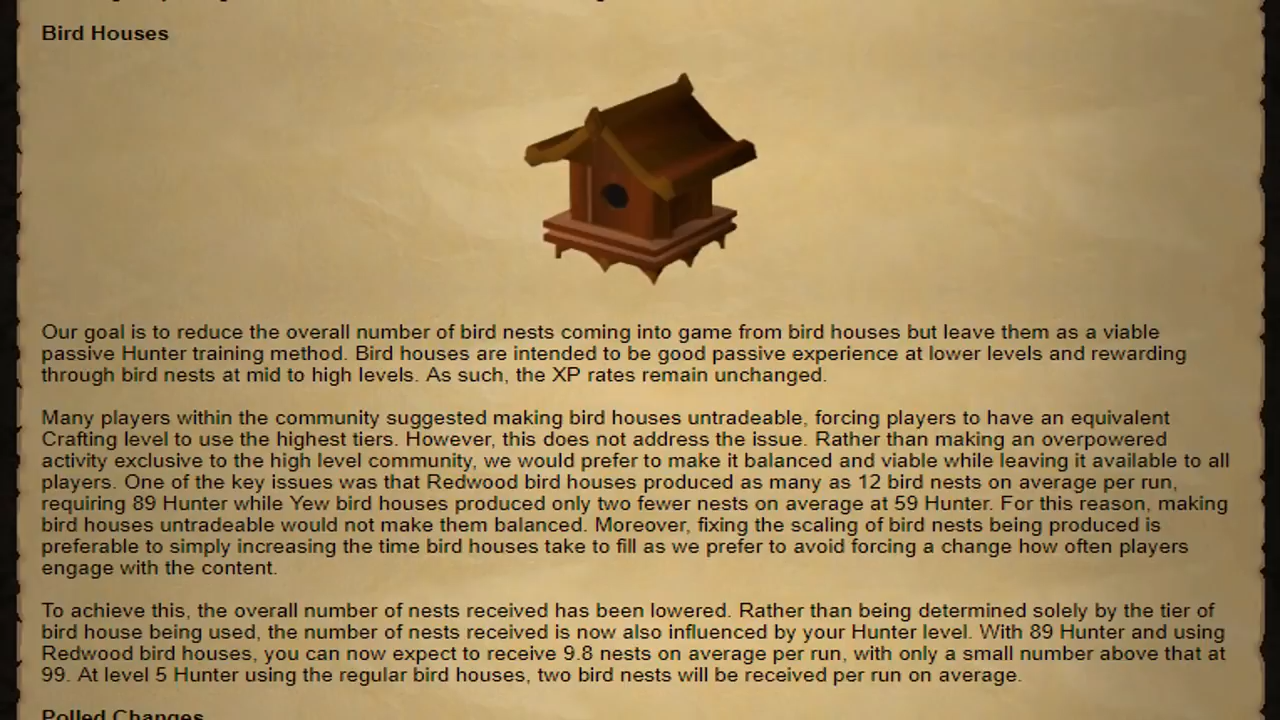 Bird Houses
Our goal is to reduce the overall number of bird nests coming into game from bird houses but leave them as a viable
passive Hunter training method. Bird houses are intended to be good passive experience at lower levels and rewarding
through bird nests at mid to high levels. As such, the XP rates remain unchanged.
Many players within the community suggested making bird houses untradeable, forcing players to have an equivalent
Crafting level to use the highest tiers. However, this does not address the issue. Rather than making an overpowered
activity exclusive to the high level community, we would prefer to make it balanced and viable while leaving it available to all
players. One of the key issues was that Redwood bird houses produced as many as 12 bird nests on average per run,
requiring 89 Hunter while Yew bird houses produced only two fewer nests on average at 59 Hunter. For this reason, making
bird houses untradeable would not make them balanced. Moreover, fixing the scaling of bird nests being produced is
preferable to simply increasing the time bird houses take to fill as we prefer to avoid forcing a change how often players
engage with the content.
To achieve this, the overall number of nests received has been lowered. Rather than being determined solely by the tier of
bird house being used, the number of nests received is now also influenced by your Hunter level. With 89 Hunter and using
Redwood bird houses, you can now expect to receive 9.8 nests on average per run, with only a small number above that at
99. At level 5 Hunter using the regular bird houses, two bird nests will be received per run on average.
Polled Changes